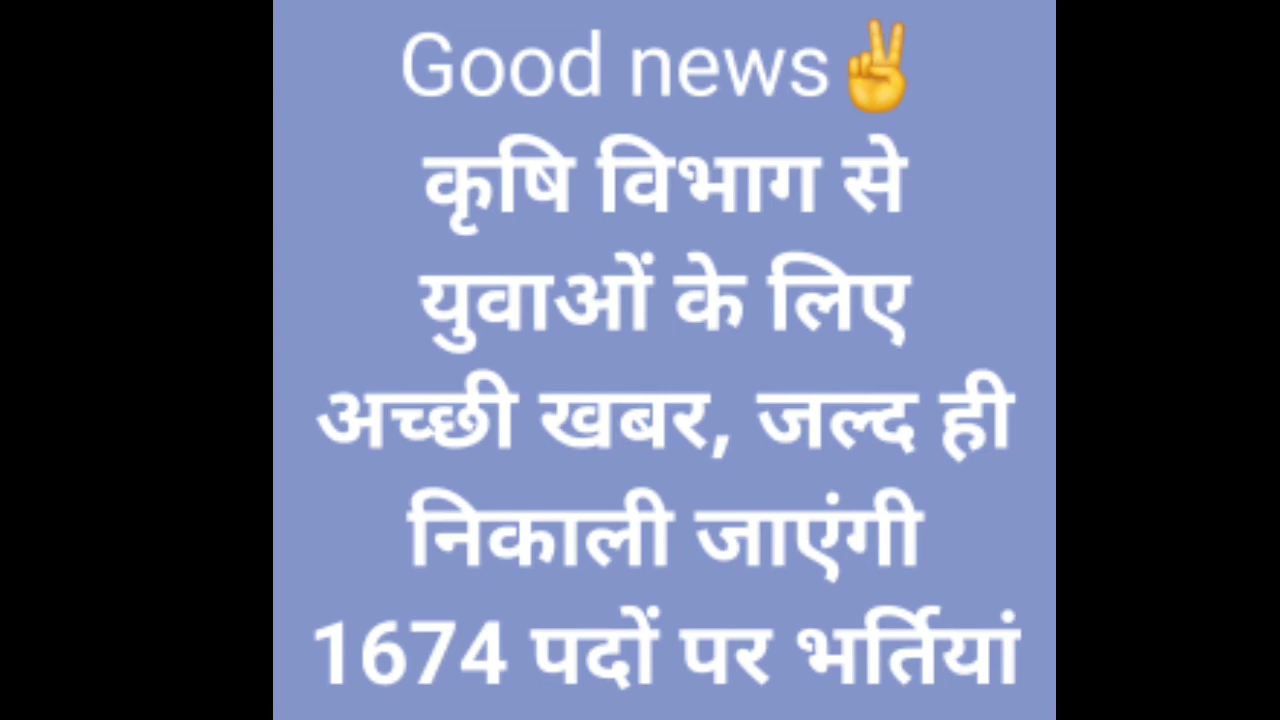 Good news✌
कृषि विभाग से
युवाओं के लिए
अच्छी खबर, जल्द ही
निकाली जाएंगी
1674 पदों पर भर्तियां